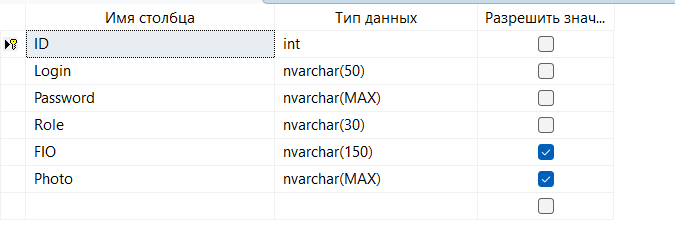 Имя столбца Тип данных Разрешить знач...
ID int
Login nvarchar(50)
Password nvarchar(MAX)
Role nvarchar(30)
FIO nvarchar(150)
Photo nvarchar(MAX)